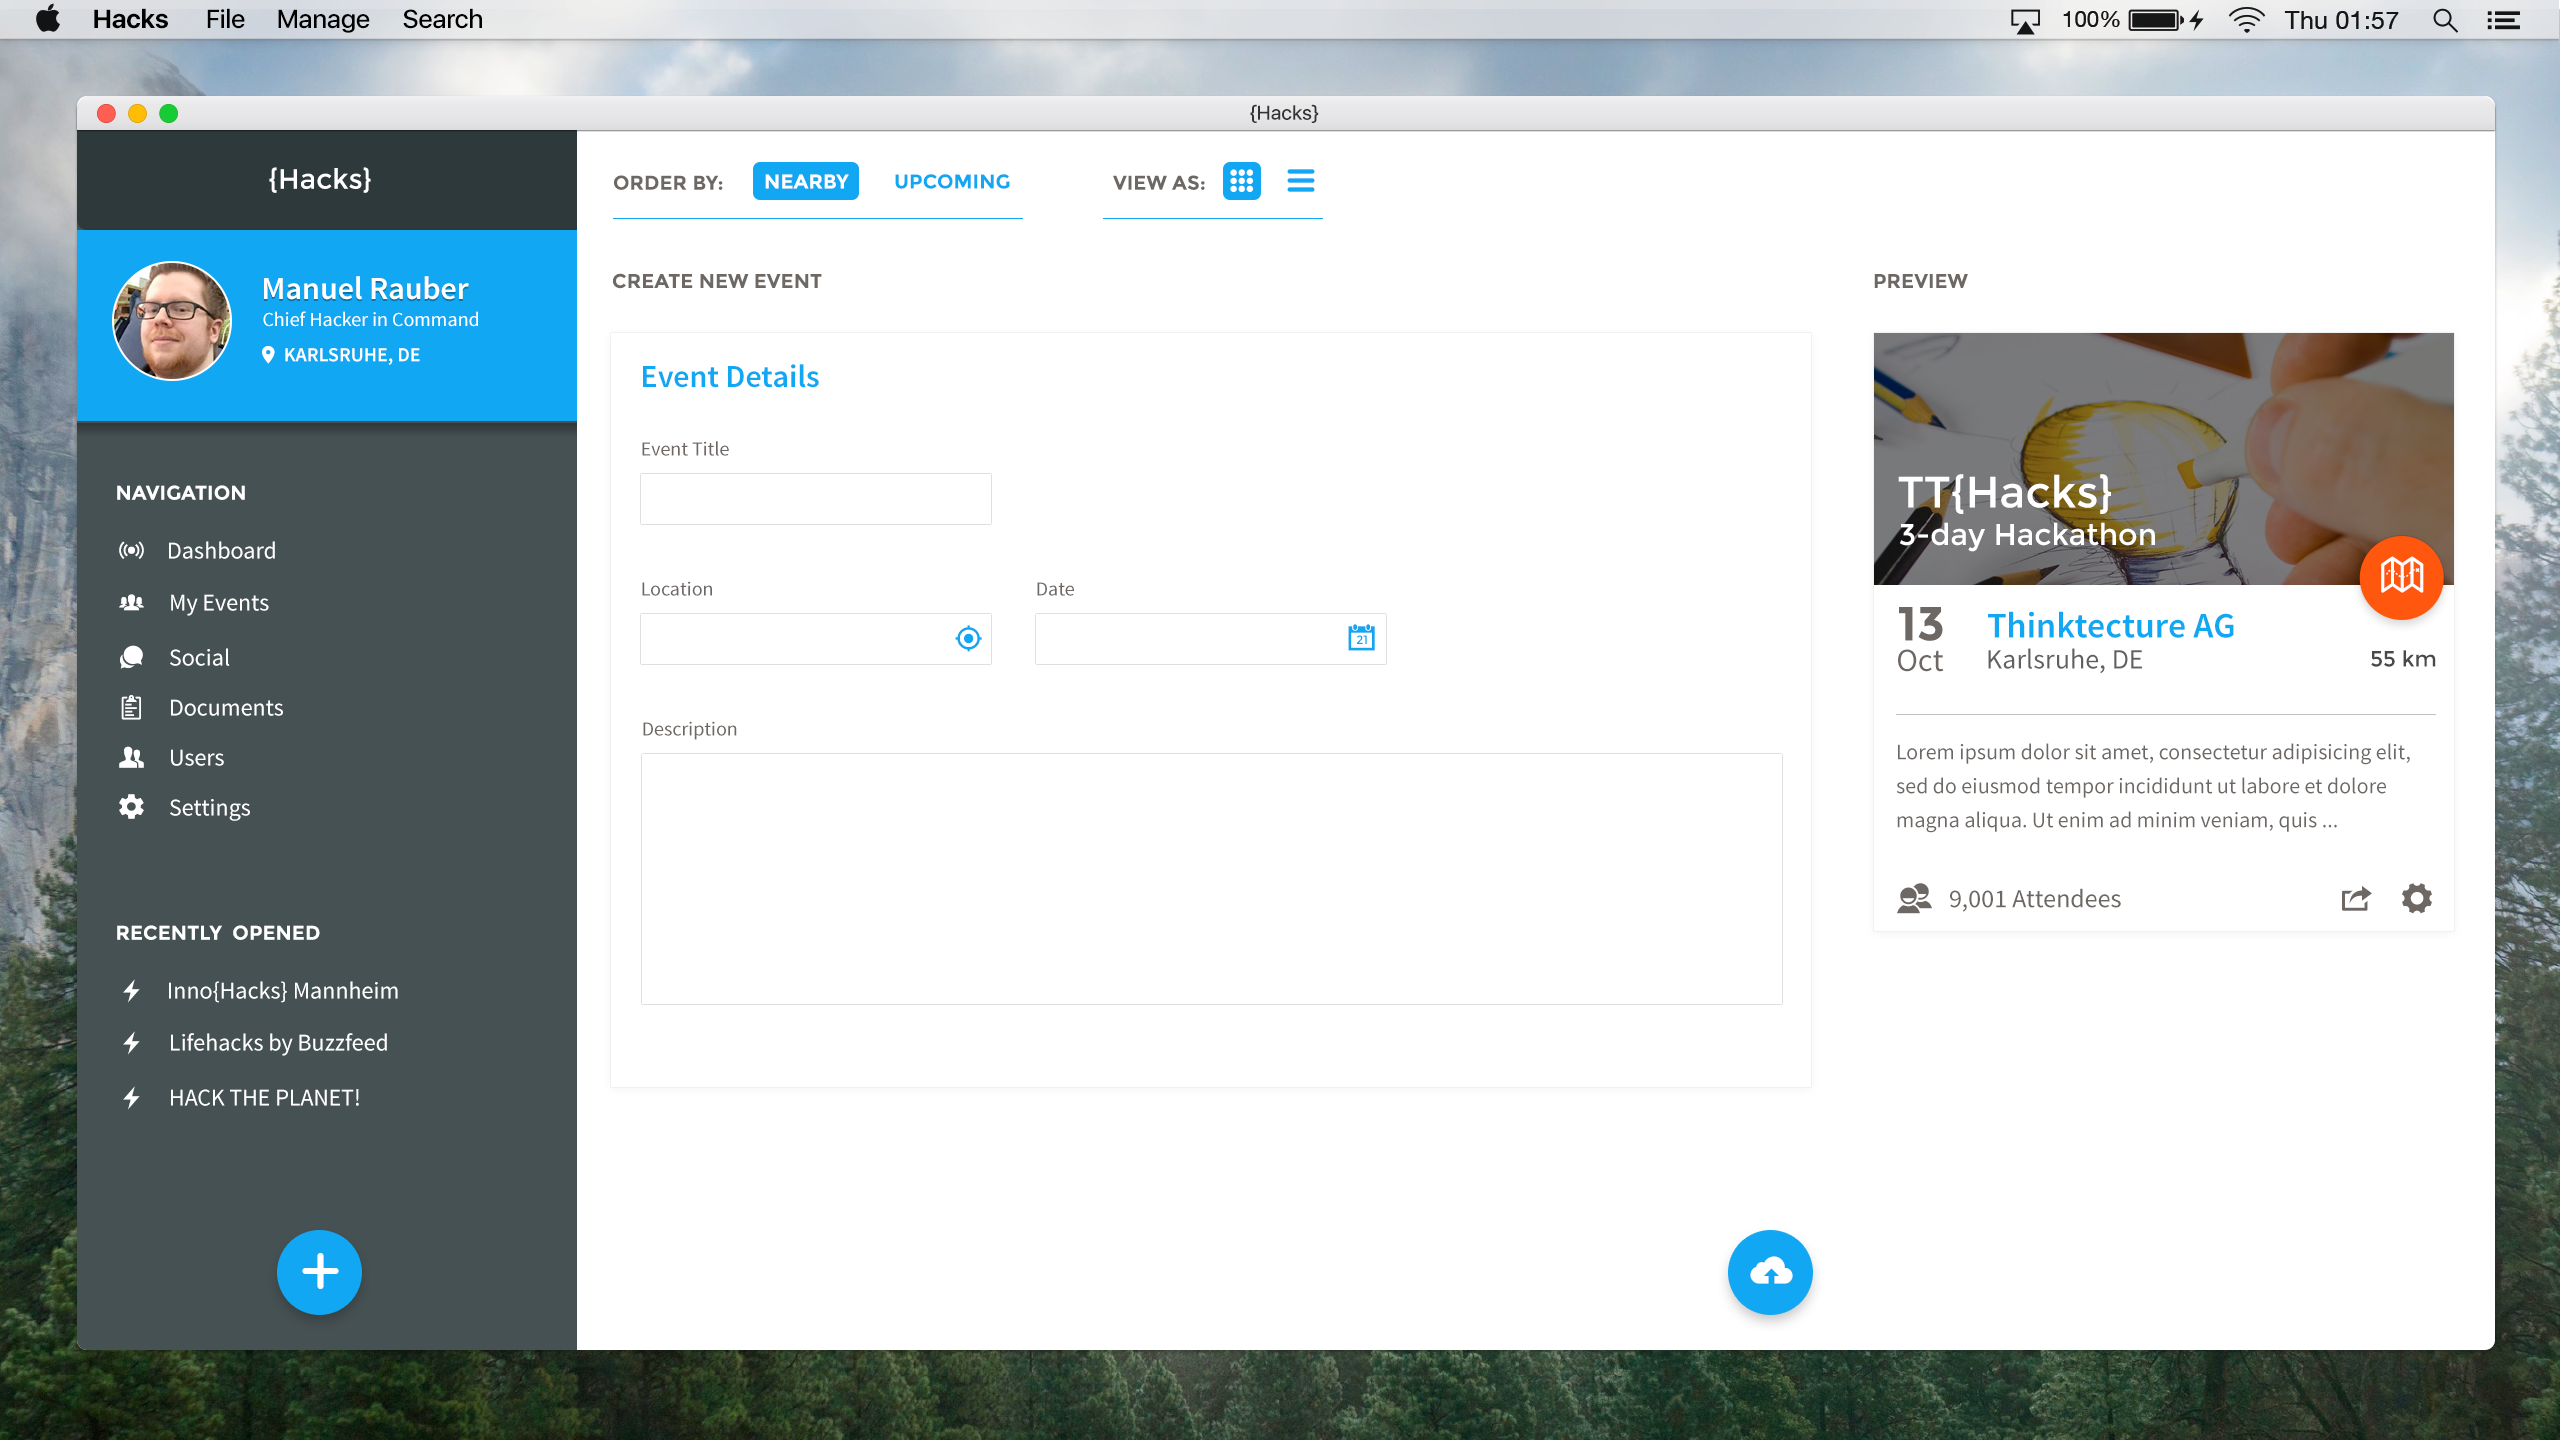 Hacks File Manage Search 100% Thu 01:57
{Hacks}
{Hacks}
Manuel Rauber
Chief Hacker in Command
KARLSRUHE, DE
NAVIGATION
Dashboard
My Events
Social
Documents
Users
Settings
RECENTLY OPENED
Inno{Hacks} Mannheim
Lifehacks by Buzzfeed
HACK THE PLANET!
ORDER BY: NEARBY UPCOMING VIEW AS:
CREATE NEW EVENT
Event Details
Event Title
Location Date
21
Description
PREVIEW
TT{Hacks}
3-day Hackathon
13 Thinktecture AG
Oct Karlsruhe, DE 55 km
Lorem ipsum dolor sit amet, consectetur adipisicing elit,
sed do eiusmod tempor incididunt ut labore et dolore
magna aliqua. Ut enim ad minim veniam, quis ...
9,001 Attendees